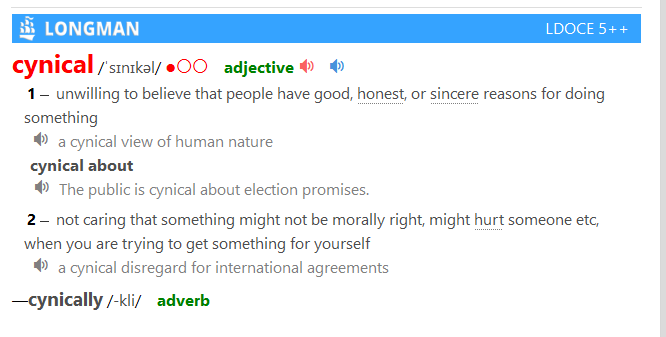 LONGMAN LDOCE 5++
cynical /ˈsɪnɪkəl/ ●○○ adjective
1 – unwilling to believe that people have good, honest, or sincere reasons for doing
something
a cynical view of human nature
cynical about
The public is cynical about election promises.
2 – not caring that something might not be morally right, might hurt someone etc,
when you are trying to get something for yourself
a cynical disregard for international agreements
—cynically /-kli/ adverb